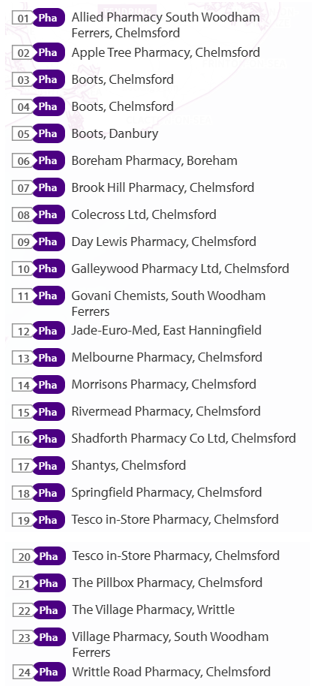 01 Pha Allied Pharmacy South Woodham
Ferrers, Chelmsford
02 Pha Apple Tree Pharmacy, Chelmsford
03 Pha Boots, Chelmsford
04 Pha Boots, Chelmsford
05 Pha Boots, Danbury
06 Pha Boreham Pharmacy, Boreham
07 Pha Brook Hill Pharmacy, Chelmsford
08 Pha Colecross Ltd, Chelmsford
09 Pha Day Lewis Pharmacy, Chelmsford
10 Pha Galleywood Pharmacy Ltd, Chelmsford
11 Pha Govani Chemists, South Woodham
Ferrers
12 Pha Jade-Euro-Med, East Hanningfield
13 Pha Melbourne Pharmacy, Chelmsford
14 Pha Morrisons Pharmacy, Chelmsford
15 Pha Rivermead Pharmacy, Chelmsford
16 Pha Shadforth Pharmacy Co Ltd, Chelmsford
17 Pha Shantys, Chelmsford
18 Pha Springfield Pharmacy, Chelmsford
19 Pha Tesco in-Store Pharmacy, Chelmsford
20 Pha Tesco in-Store Pharmacy, Chelmsford
21 Pha The Pillbox Pharmacy, Chelmsford
22 Pha The Village Pharmacy, Writtle
23 Pha Village Pharmacy, South Woodham
Ferrers
24 Pha Writtle Road Pharmacy, Chelmsford